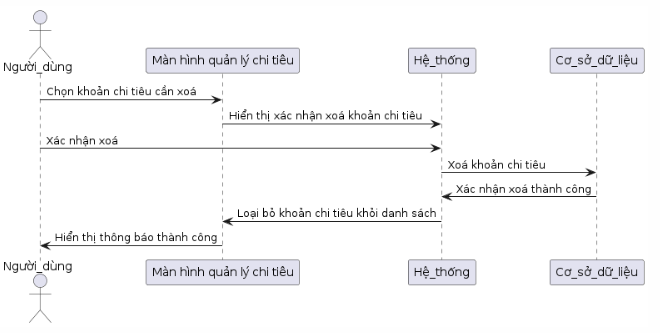 Người_dùng
Màn hình quản lý chi tiêu
Hệ_thống
Cơ_sở_dữ_liệu
Chọn khoản chi tiêu cần xoá
Hiển thị xác nhận xoá khoản chi tiêu
Xác nhận xoá
Xoá khoản chi tiêu
Xác nhận xoá thành công
Loại bỏ khoản chi tiêu khỏi danh sách
Hiển thị thông báo thành công
Người_dùng
Màn hình quản lý chi tiêu
Hệ_thống
Cơ_sở_dữ_liệu